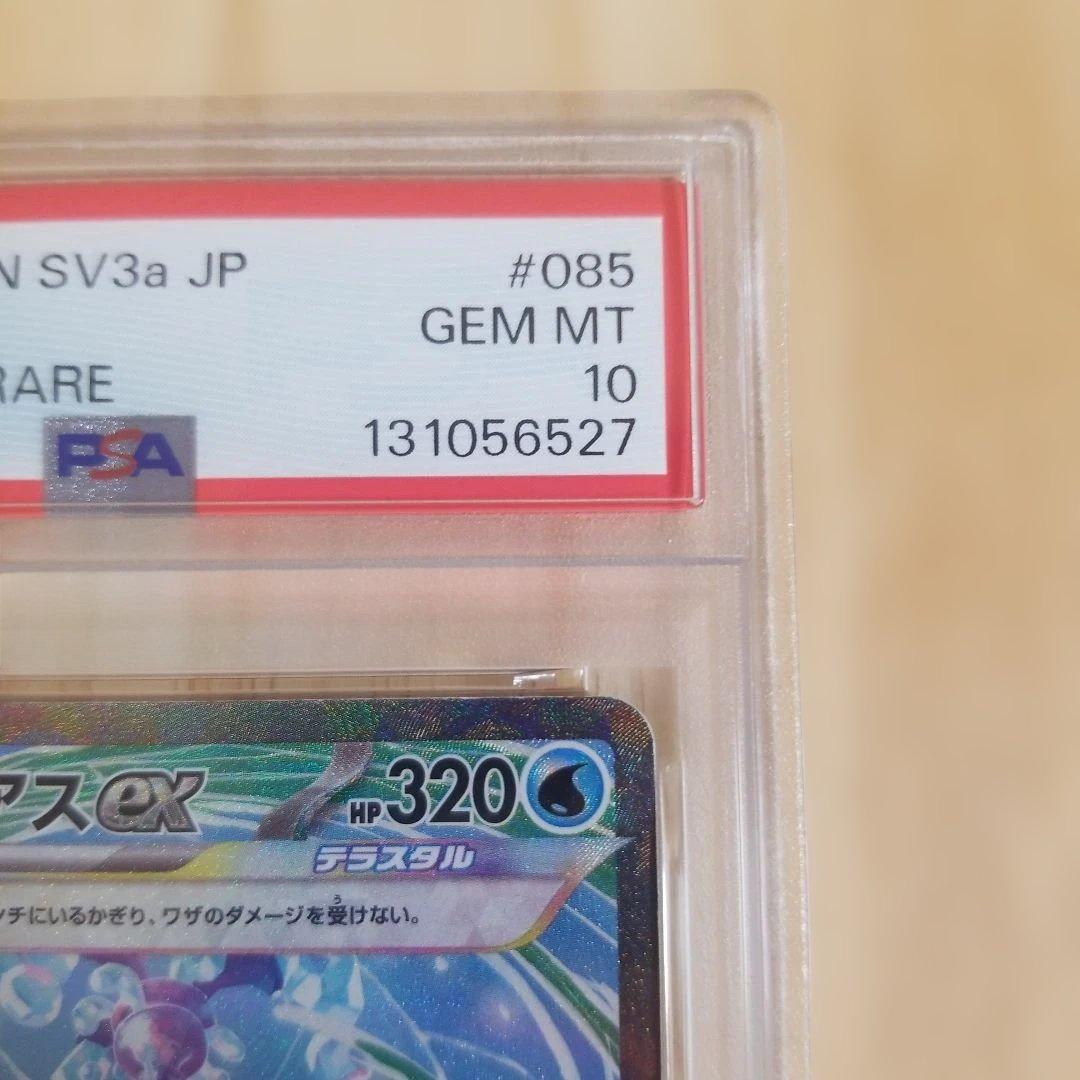 N SV3a JP #085
GEM MT
RARE 10
PSA 131056527
アスex HP320
テラスタル
ンチにいるかぎり、ワザのダメージを受けない。
う